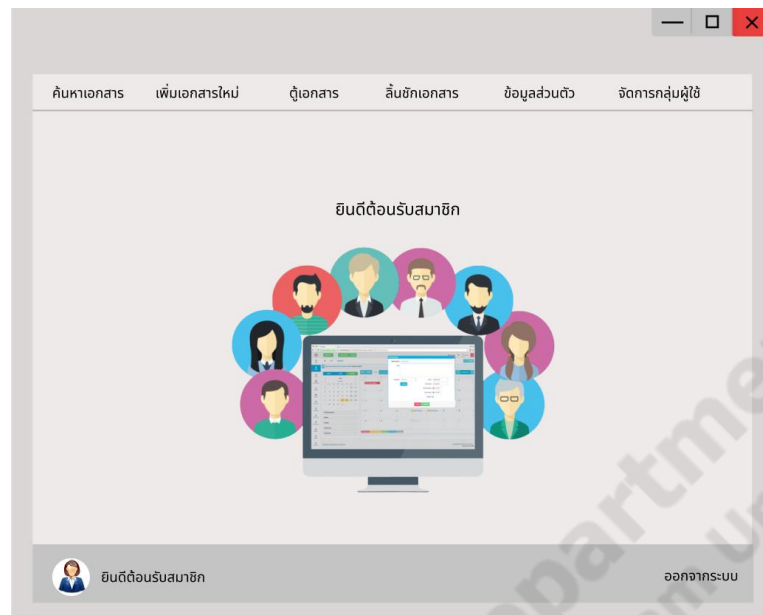 ค้นหาเอกสาร เพิ่มเอกสารใหม่ ตู้เอกสาร ลิ้นชักเอกสาร ข้อมูลส่วนตัว จัดการกลุ่มผู้ใช้
ยินดีต้อนรับสมาชิก
ยินดีต้อนรับสมาชิก
ออกจากระบบ